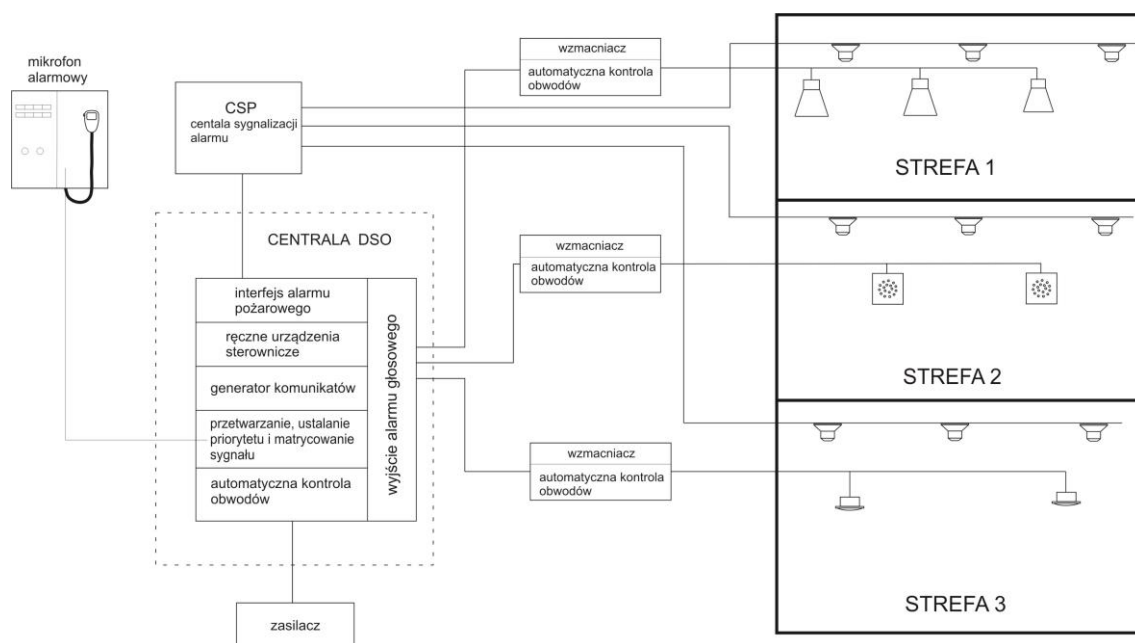 mikrofon
alarmowy
CSP
centala sygnalizacji
alarmu
CENTRALA DSO
interfejs alarmu
pożarowego
ręczne urządzenia
sterownicze
generator komunikatów
przetwarzanie, ustalanie
priorytetu i matrycowanie
sygnału
automatyczna kontrola
obwodów
wyjście alarmu głosowego
zasilacz
wzmacniacz
automatyczna kontrola
obwodów
wzmacniacz
automatyczna kontrola
obwodów
wzmacniacz
automatyczna kontrola
obwodów
STREFA 1
STREFA 2
STREFA 3